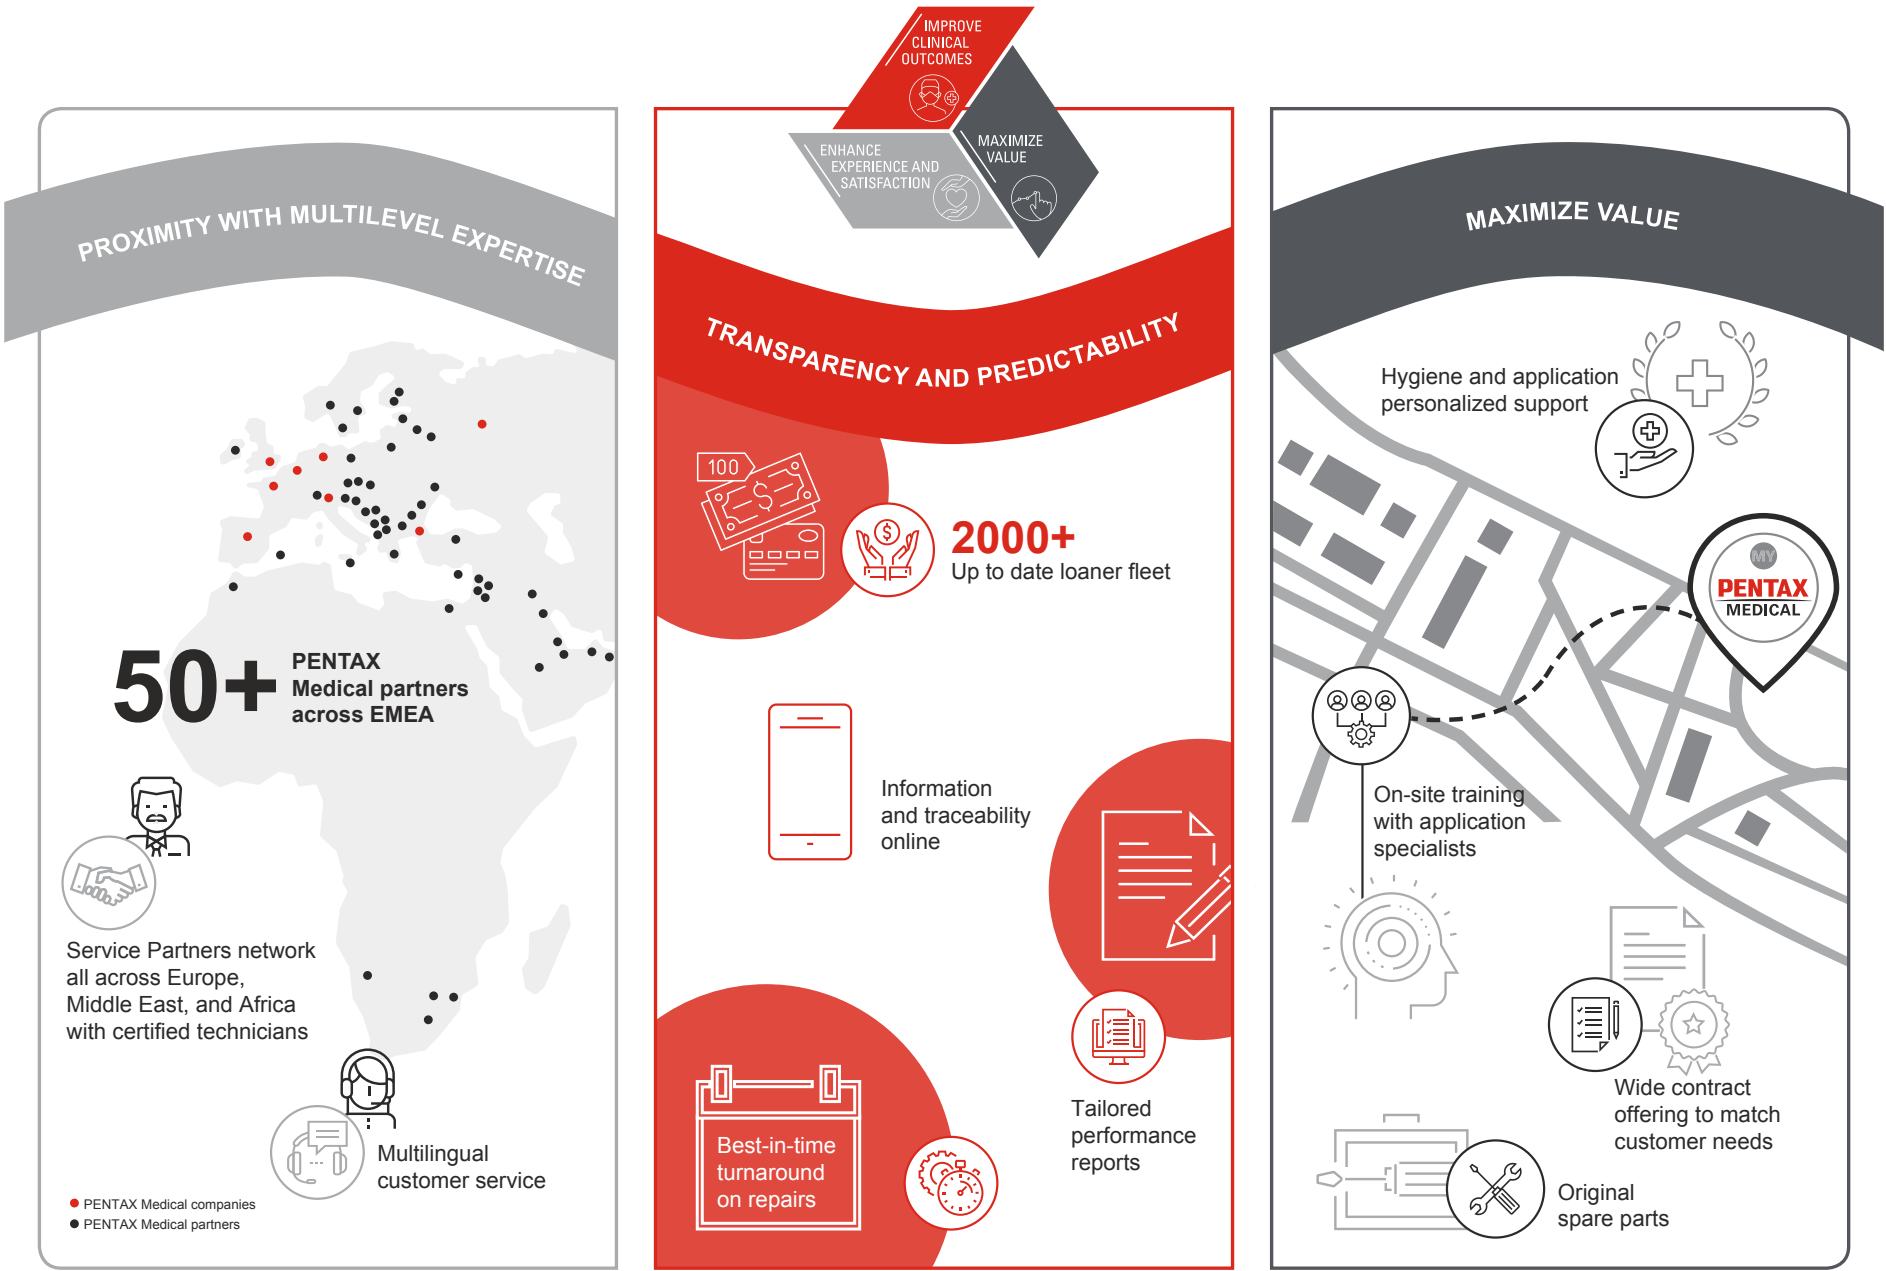 IMPROVE
CLINICAL
OUTCOMES
ENHANCE
EXPERIENCE AND
SATISFACTION
MAXIMIZE
VALUE
PROXIMITY WITH MULTILEVEL EXPERTISE
50+
PENTAX
Medical partners
across EMEA
Service Partners network
all across Europe,
Middle East, and Africa
with certified technicians
Multilingual
customer service
PENTAX Medical companies
PENTAX Medical partners
TRANSPARENCY AND PREDICTABILITY
100
$
$
2000+
Up to date loaner fleet
Information
and traceability
online
Tailored
performance
reports
Best-in-time
turnaround
on repairs
MAXIMIZE VALUE
Hygiene and application
personalized support
MY
PENTAX
MEDICAL
On-site training
with application
specialists
Wide contract
offering to match
customer needs
Original
spare parts